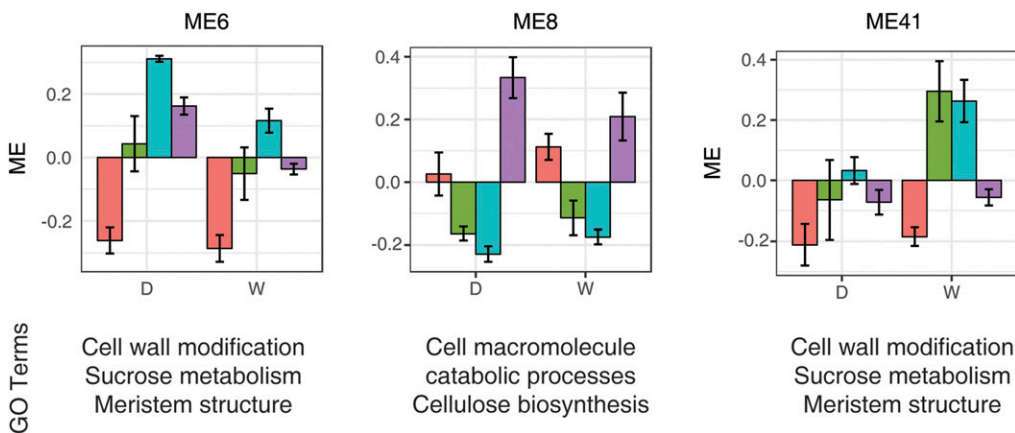 ME6
ME8
ME41
ME
0.2
0.0
-0.2
D
W
0.4
0.2
0.0
-0.2
D
W
ME
0.4
0.2
0.0
-0.2
D
W
GO Terms
Cell wall modification
Sucrose metabolism
Meristem structure
Cell macromolecule
catabolic processes
Cellulose biosynthesis
Cell wall modification
Sucrose metabolism
Meristem structure